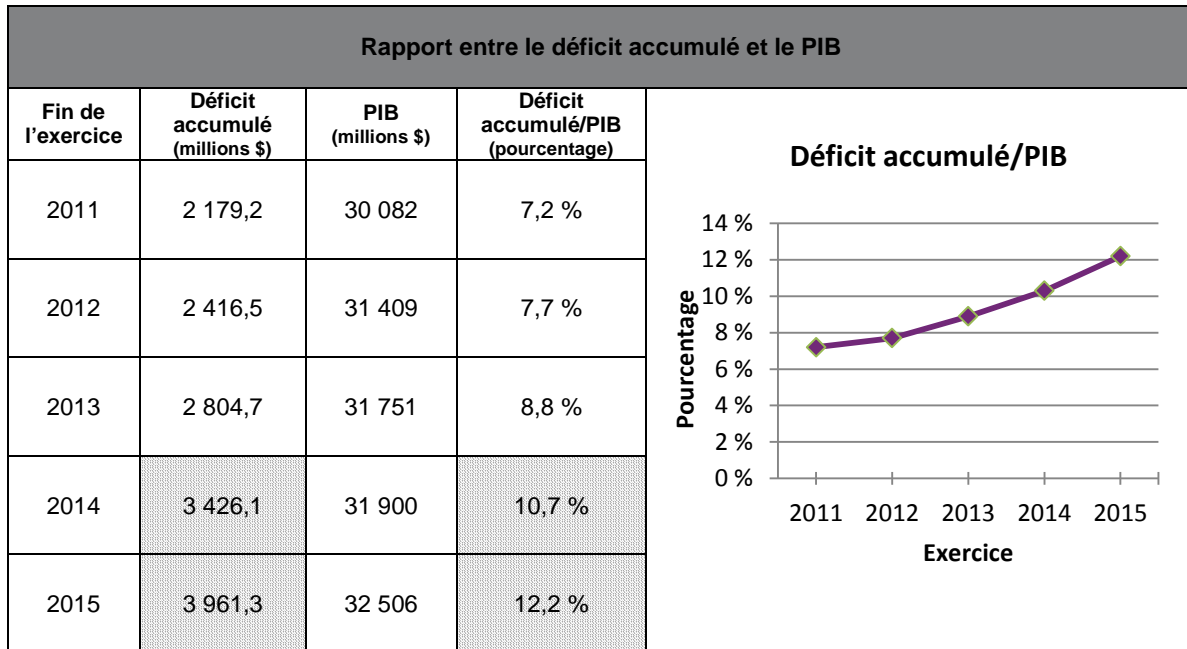 Rapport entre le déficit accumulé et le PIB
Fin de
l'exercice
Déficit
accumulé
(millions $)
PIB
(millions $)
Déficit
accumulé/PIB
(pourcentage)
2011 2 179,2 30 082 7,2 %
2012 2 416,5 31 409 7,7 %
2013 2 804,7 31 751 8,8 %
2014 3 426,1 31 900 10,7 %
2015 3 961,3 32 506 12,2 %
Déficit accumulé/PIB
Pourcentage
14 %
12 %
10 %
8 %
6 %
4 %
2 %
0 %
2011 2012 2013 2014 2015
Exercice